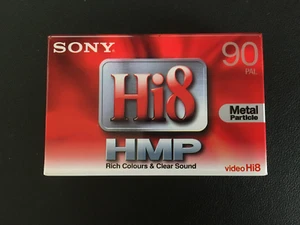 SONY
90
PAL
Hi8
Metal
Particle
HMP
Rich Colours & Clear Sound
video Hi8